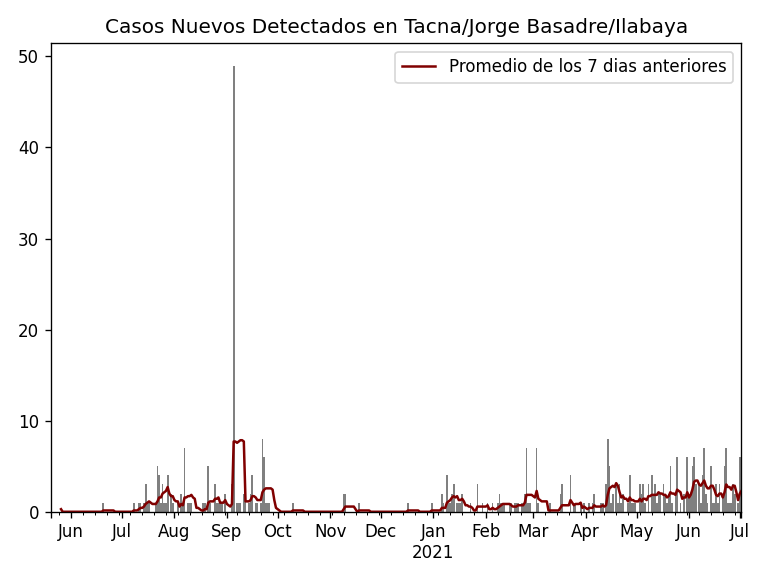 Casos Nuevos Detectados en Tacna/Jorge Basadre/Ilabaya
Promedio de los 7 dias anteriores
50
40
30
20
10
0
Jun Jul Aug Sep Oct Nov Dec Jan Feb Mar Apr May Jun Jul
2021